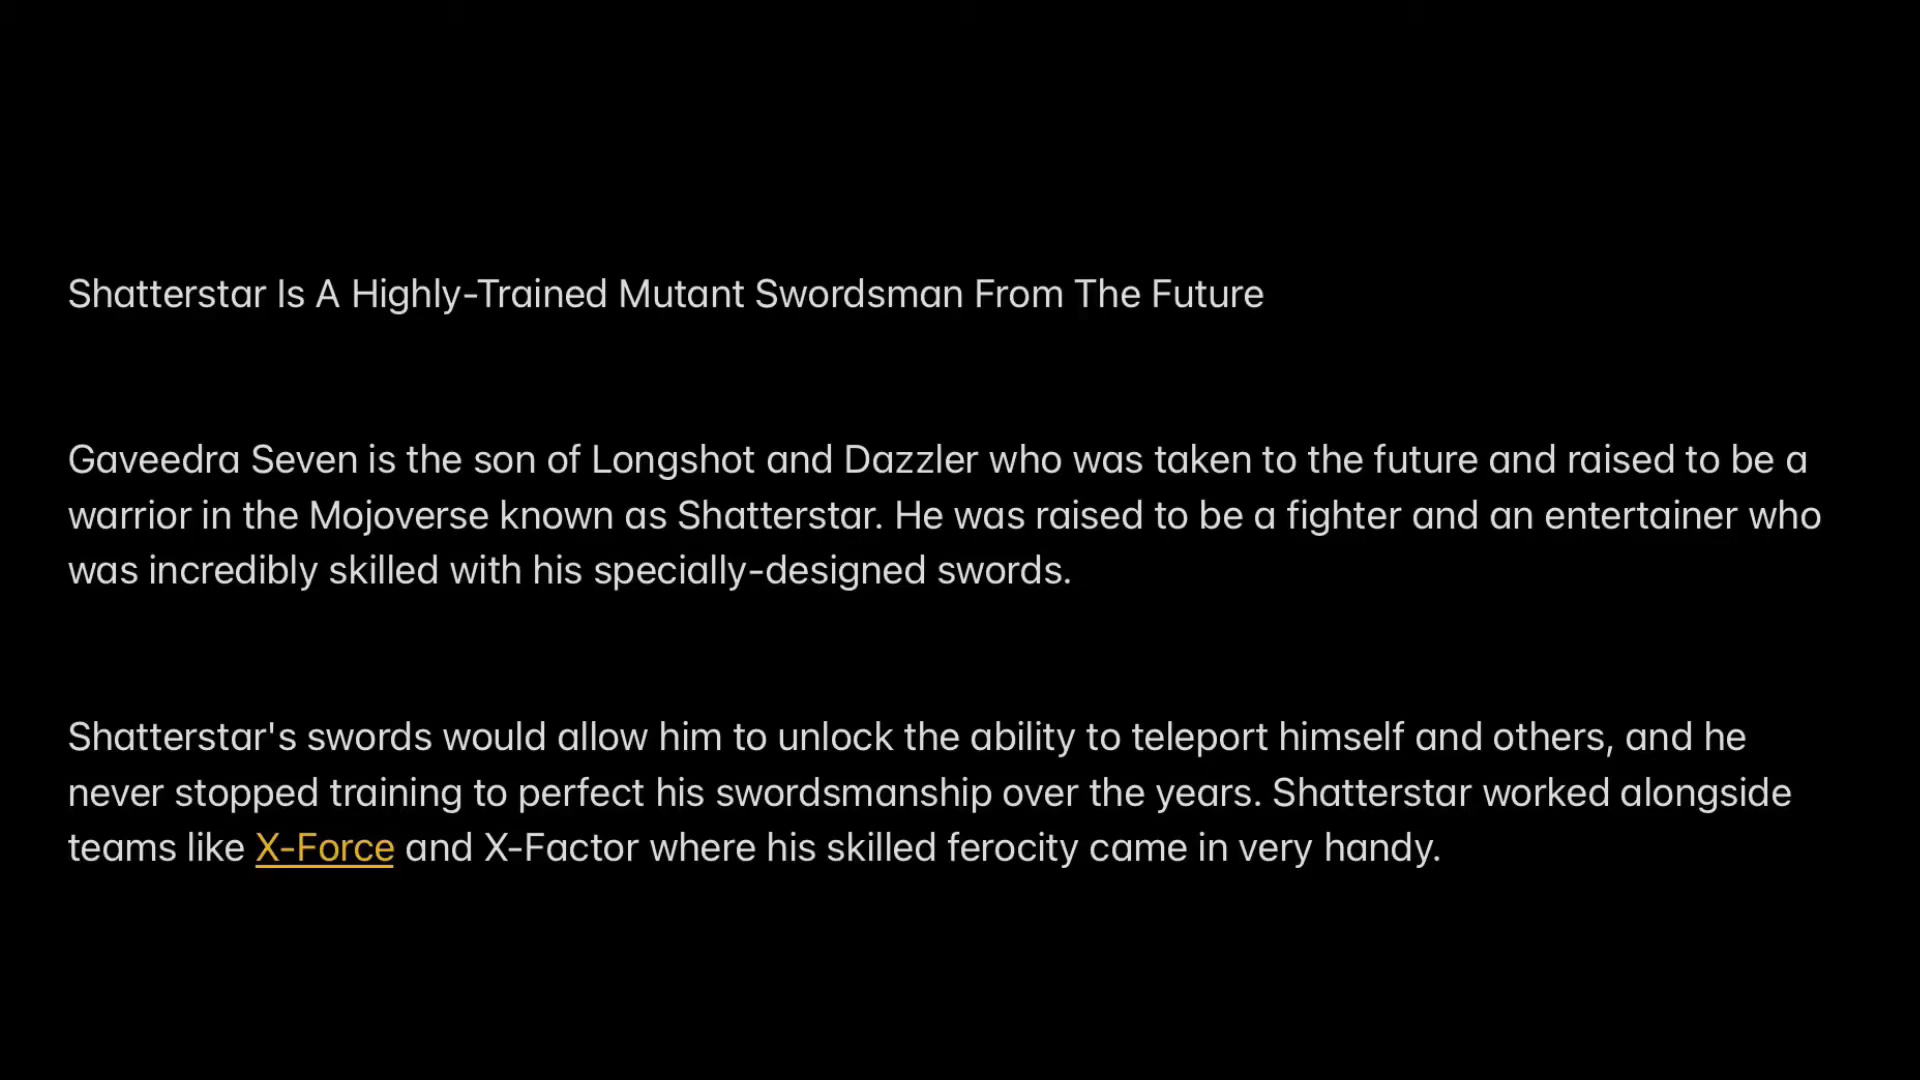 Shatterstar Is A Highly-Trained Mutant Swordsman From The Future
Gaveedra Seven is the son of Longshot and Dazzler who was taken to the future and raised to be a
warrior in the Mojoverse known as Shatterstar. He was raised to be a fighter and an entertainer who
was incredibly skilled with his specially-designed swords.
Shatterstar's swords would allow him to unlock the ability to teleport himself and others, and he
never stopped training to perfect his swordsmanship over the years. Shatterstar worked alongside
teams like X-Force and X-Factor where his skilled ferocity came in very handy.